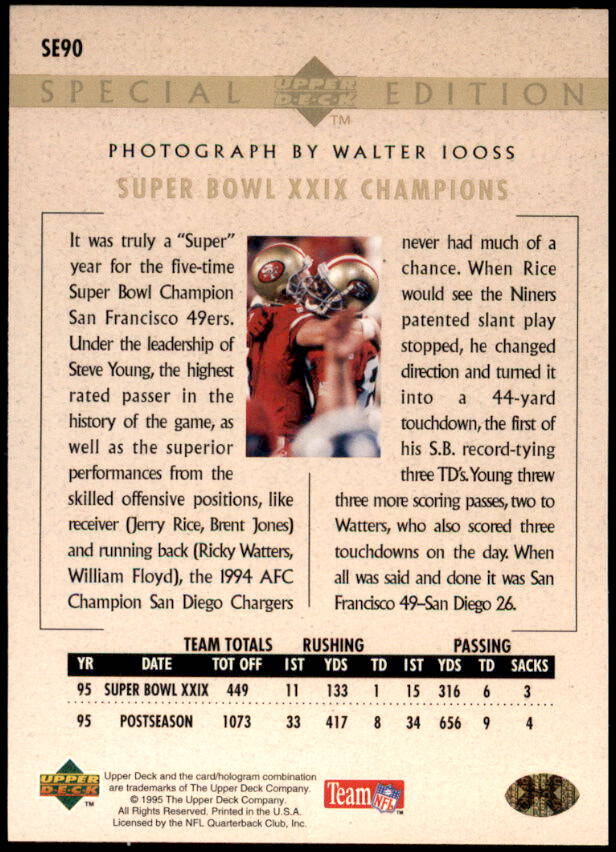 SE90
SPECIAL UPPER DECK EDITION
TM
PHOTOGRAPH BY WALTER IOOSS
SUPER BOWL XXIX CHAMPIONS
It was truly a “Super”
year for the five-time
Super Bowl Champion
San Francisco 49ers.
Under the leadership of
Steve Young, the highest
rated passer in the
history of the game, as
well as the superior
performances from the
skilled offensive positions, like
receiver (Jerry Rice, Brent Jones)
and running back (Ricky Watters,
William Floyd), the 1994 AFC
Champion San Diego Chargers
never had much of a
chance. When Rice
would see the Niners
patented slant play
stopped, he changed
direction and turned it
into a 44-yard
touchdown, the first of
his S.B. record-tying
three TD's. Young threw
three more scoring passes, two to
Watters, who also scored three
touchdowns on the day. When
all was said and done it was San
Francisco 49–San Diego 26.
TEAM TOTALS RUSHING PASSING
YR DATE TOT OFF 1ST YDS TD 1ST YDS TD SACKS
95 SUPER BOWL XXIX 449 11 133 1 15 316 6 3
95 POSTSEASON 1073 33 417 8 34 656 9 4
UPPER DECK TM
Upper Deck and the card/hologram combination
are trademarks of The Upper Deck Company.
© 1995 The Upper Deck Company.
All Rights Reserved. Printed in the U.S.A.
Licensed by the NFL Quarterback Club, Inc.
Team NFL TM